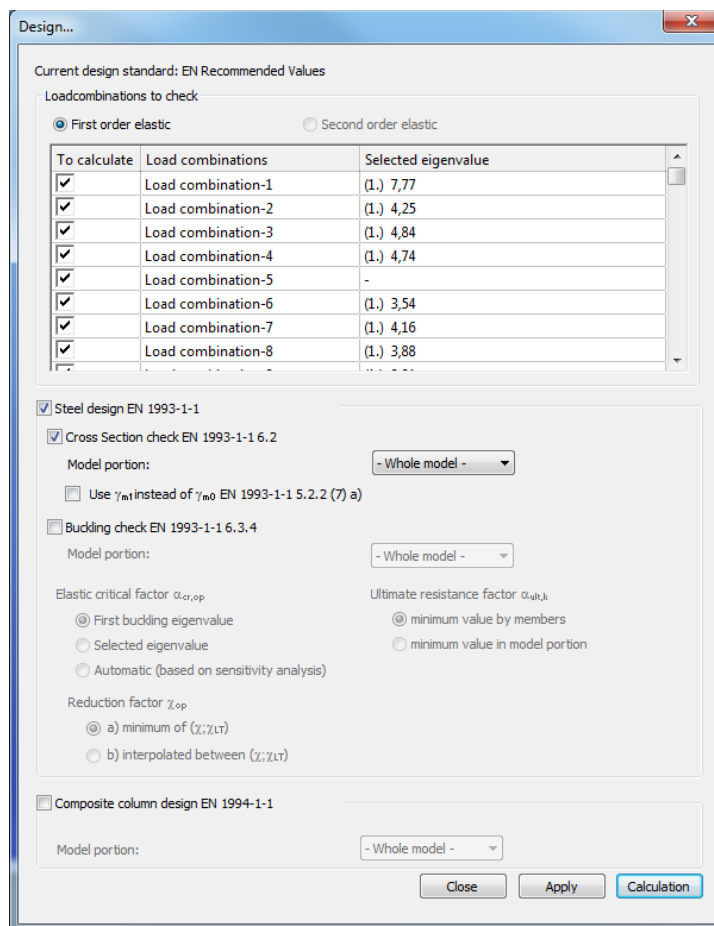 Design...
Current design standard: EN Recommended Values
Loadcombinations to check
First order elastic Second order elastic
To calculate Load combinations Selected eigenvalue
Load combination-1 (1.) 7,77
Load combination-2 (1.) 4,25
Load combination-3 (1.) 4,84
Load combination-4 (1.) 4,74
Load combination-5 -
Load combination-6 (1.) 3,54
Load combination-7 (1.) 4,16
Load combination-8 (1.) 3,88
Steel design EN 1993-1-1
Cross Section check EN 1993-1-1 6.2
Model portion: - Whole model -
Use γm1 instead of γm0 EN 1993-1-1 5.2.2 (7) a)
Buckling check EN 1993-1-1 6.3.4
Model portion: - Whole model -
Elastic critical factor αcr,op Ultimate resistance factor αult,k
First buckling eigenvalue minimum value by members
Selected eigenvalue minimum value in model portion
Automatic (based on sensitivity analysis)
Reduction factor χop
a) minimum of (χ;χLT)
b) interpolated between (χ;χLT)
Composite column design EN 1994-1-1
Model portion: - Whole model -
Close Apply Calculation